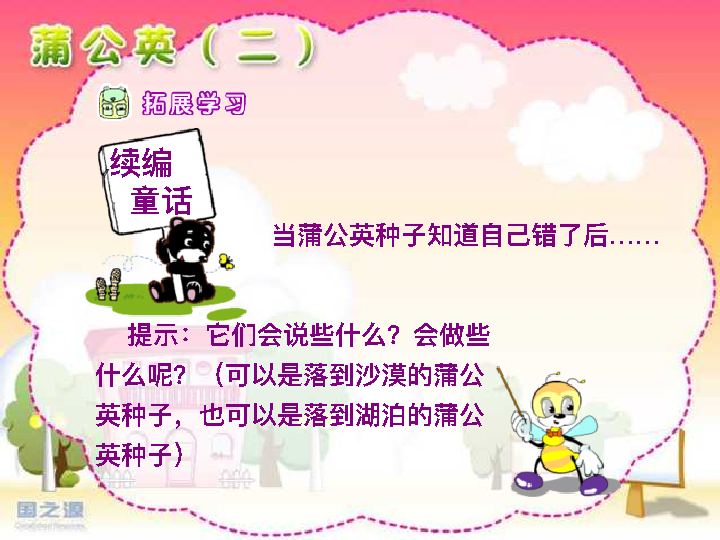 蒲公英（二）
拓展学习
续编
童话
当蒲公英种子知道自己错了后……
提示：它们会说些什么？会做些
什么呢？（可以是落到沙漠的蒲公
英种子，也可以是落到湖泊的蒲公
英种子）
国之源